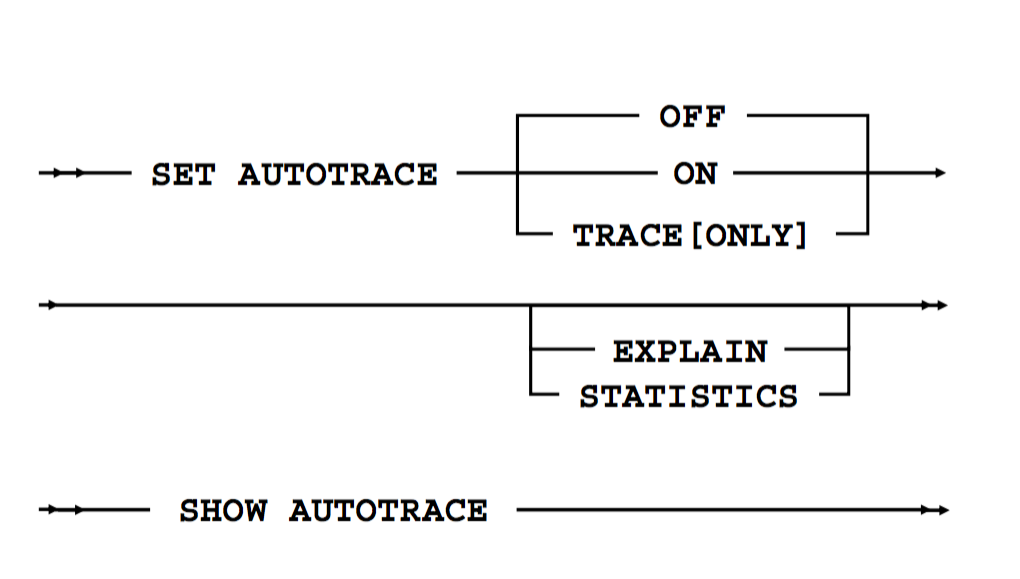 OFF
SET AUTOTRACE ON
TRACE[ONLY]
EXPLAIN
STATISTICS
SHOW AUTOTRACE